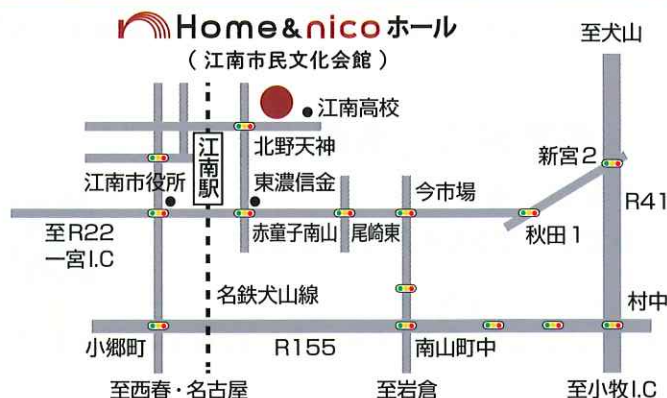 Home&nicoホール
(江南市民文化会館)
至犬山
江南高校
北野天神
新宮2
江南駅
江南市役所
東濃信金
今市場
R41
至R22
一宮I.C
赤童子南山
尾崎東
秋田1
名鉄犬山線
村中
小郷町
R155
南山町中
至西春・名古屋
至岩倉
至小牧I.C